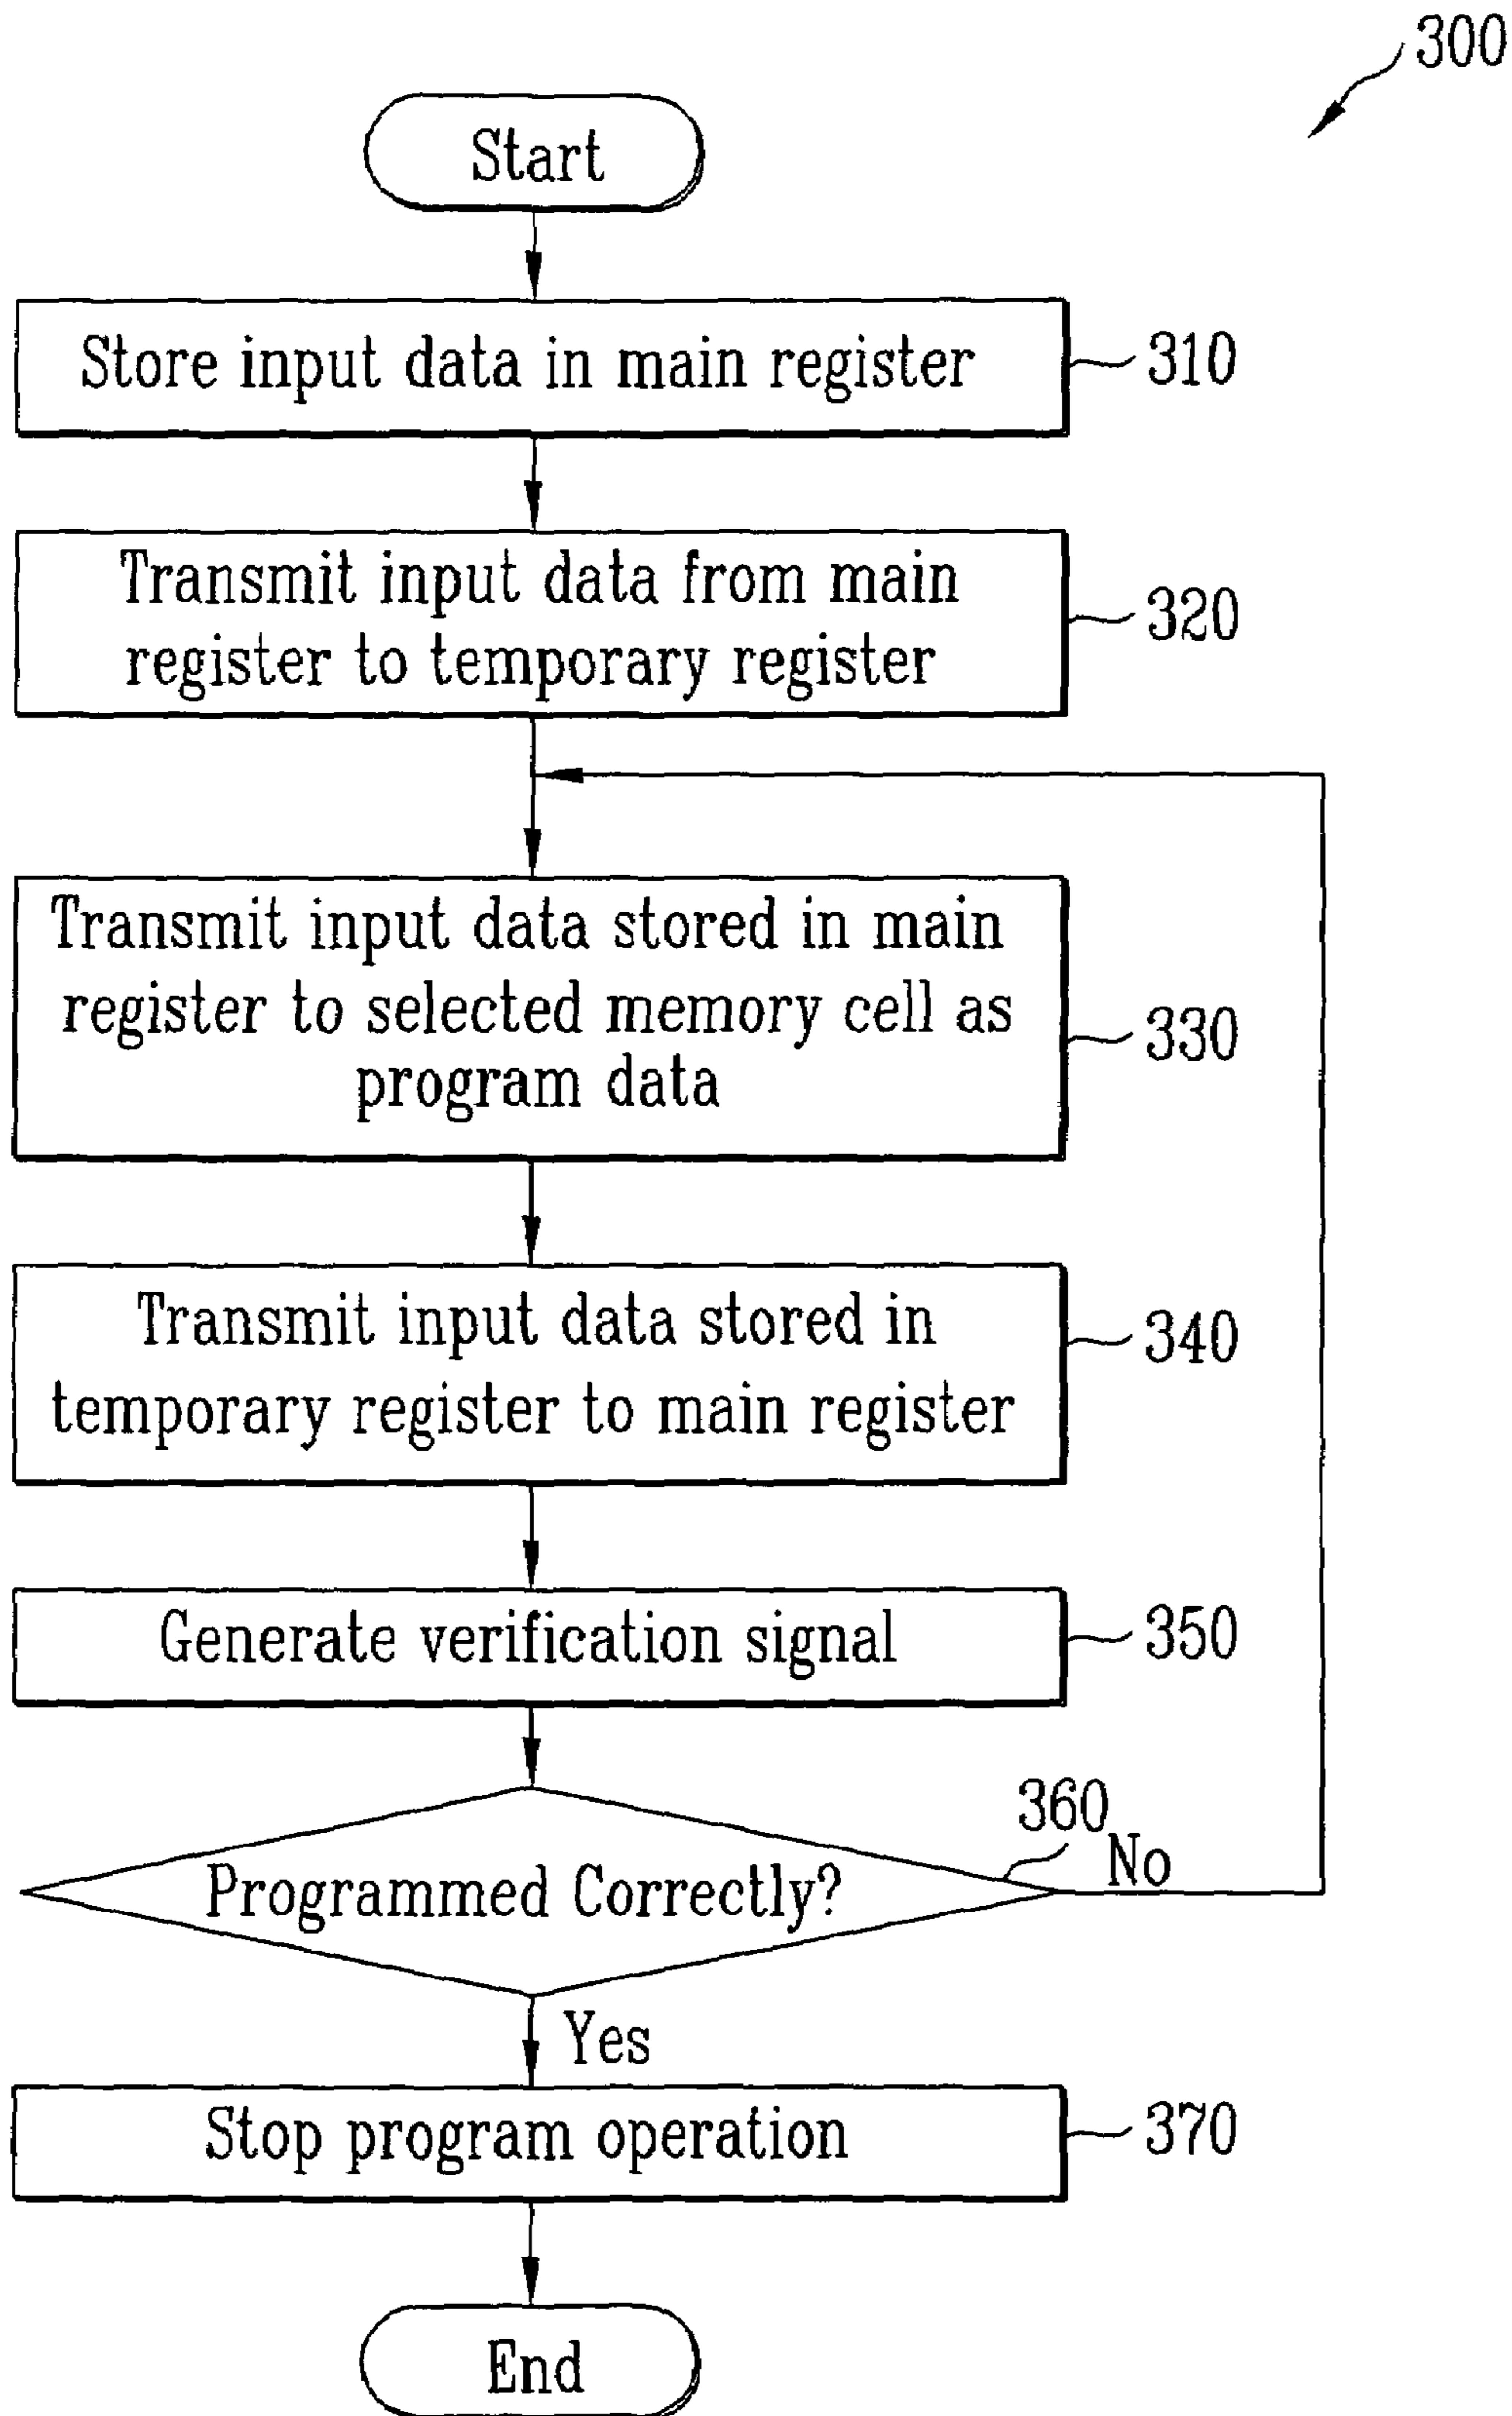 300
Start
Store input data in main register
310
Transmit input data from main
register to temporary register
320
Transmit input data stored in main
register to selected memory cell as
program data
330
Transmit input data stored in
temporary register to main register
340
Generate verification signal
350
360
No
Programmed Correctly?
Yes
Stop program operation
370
End